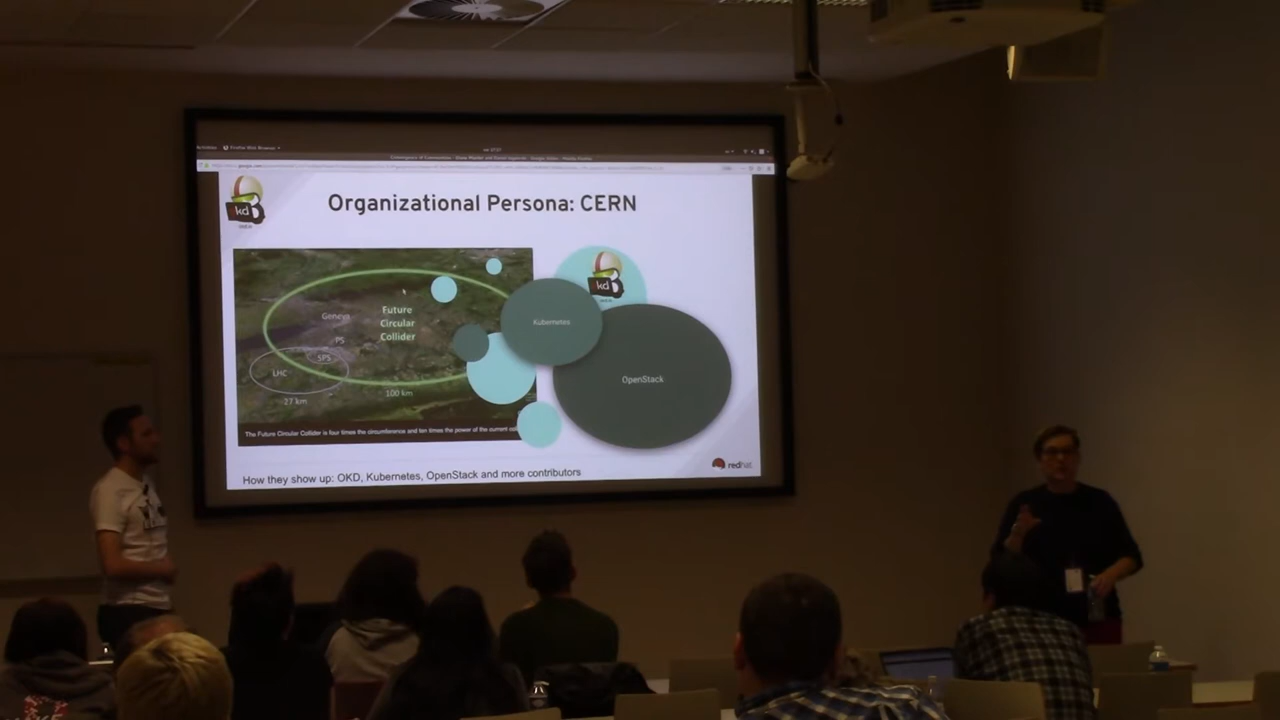 Organizational Persona: CERN
kd
Geneva
Future
Circular
Collider
PS
SPS
LHC
27 km
100 km
Kubernetes
kd
OpenStack
The Future Circular Collider is four times the circumference and ten times the power of the current
How they show up: OKD, Kubernetes, OpenStack and more contributors
redhat